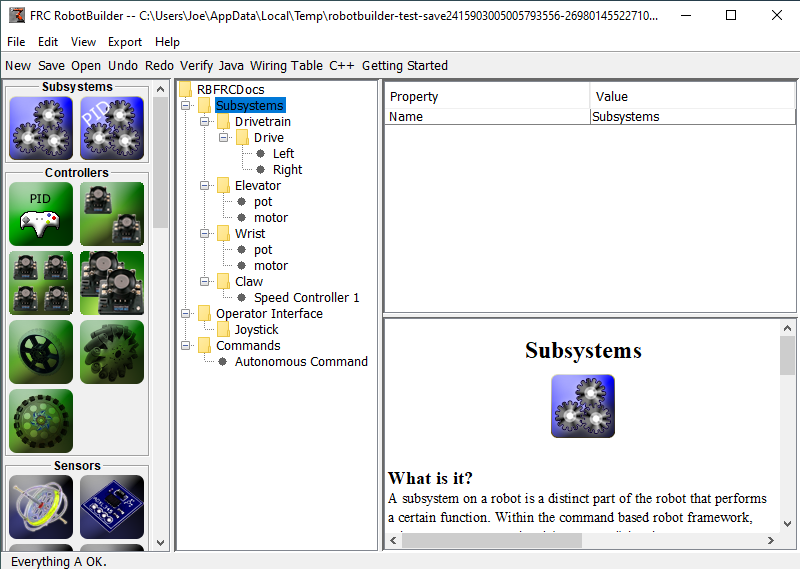 FRC RobotBuilder -- C:\Users\Joe\AppData\Local\Temp\robotbuilder-test-save2415903005005793556-26980145522710...
File Edit View Export Help
New Save Open Undo Redo Verify Java Wiring Table C++ Getting Started
Subsystems
PID
Controllers
PID
Sensors
RBFRCDocs
Subsystems
Drivetrain
Drive
Left
Right
Elevator
pot
motor
Wrist
pot
motor
Claw
Speed Controller 1
Operator Interface
Joystick
Commands
Autonomous Command
Property Value
Name Subsystems
Subsystems
What is it?
A subsystem on a robot is a distinct part of the robot that performs
a certain function. Within the command based robot framework,
Everything A OK.